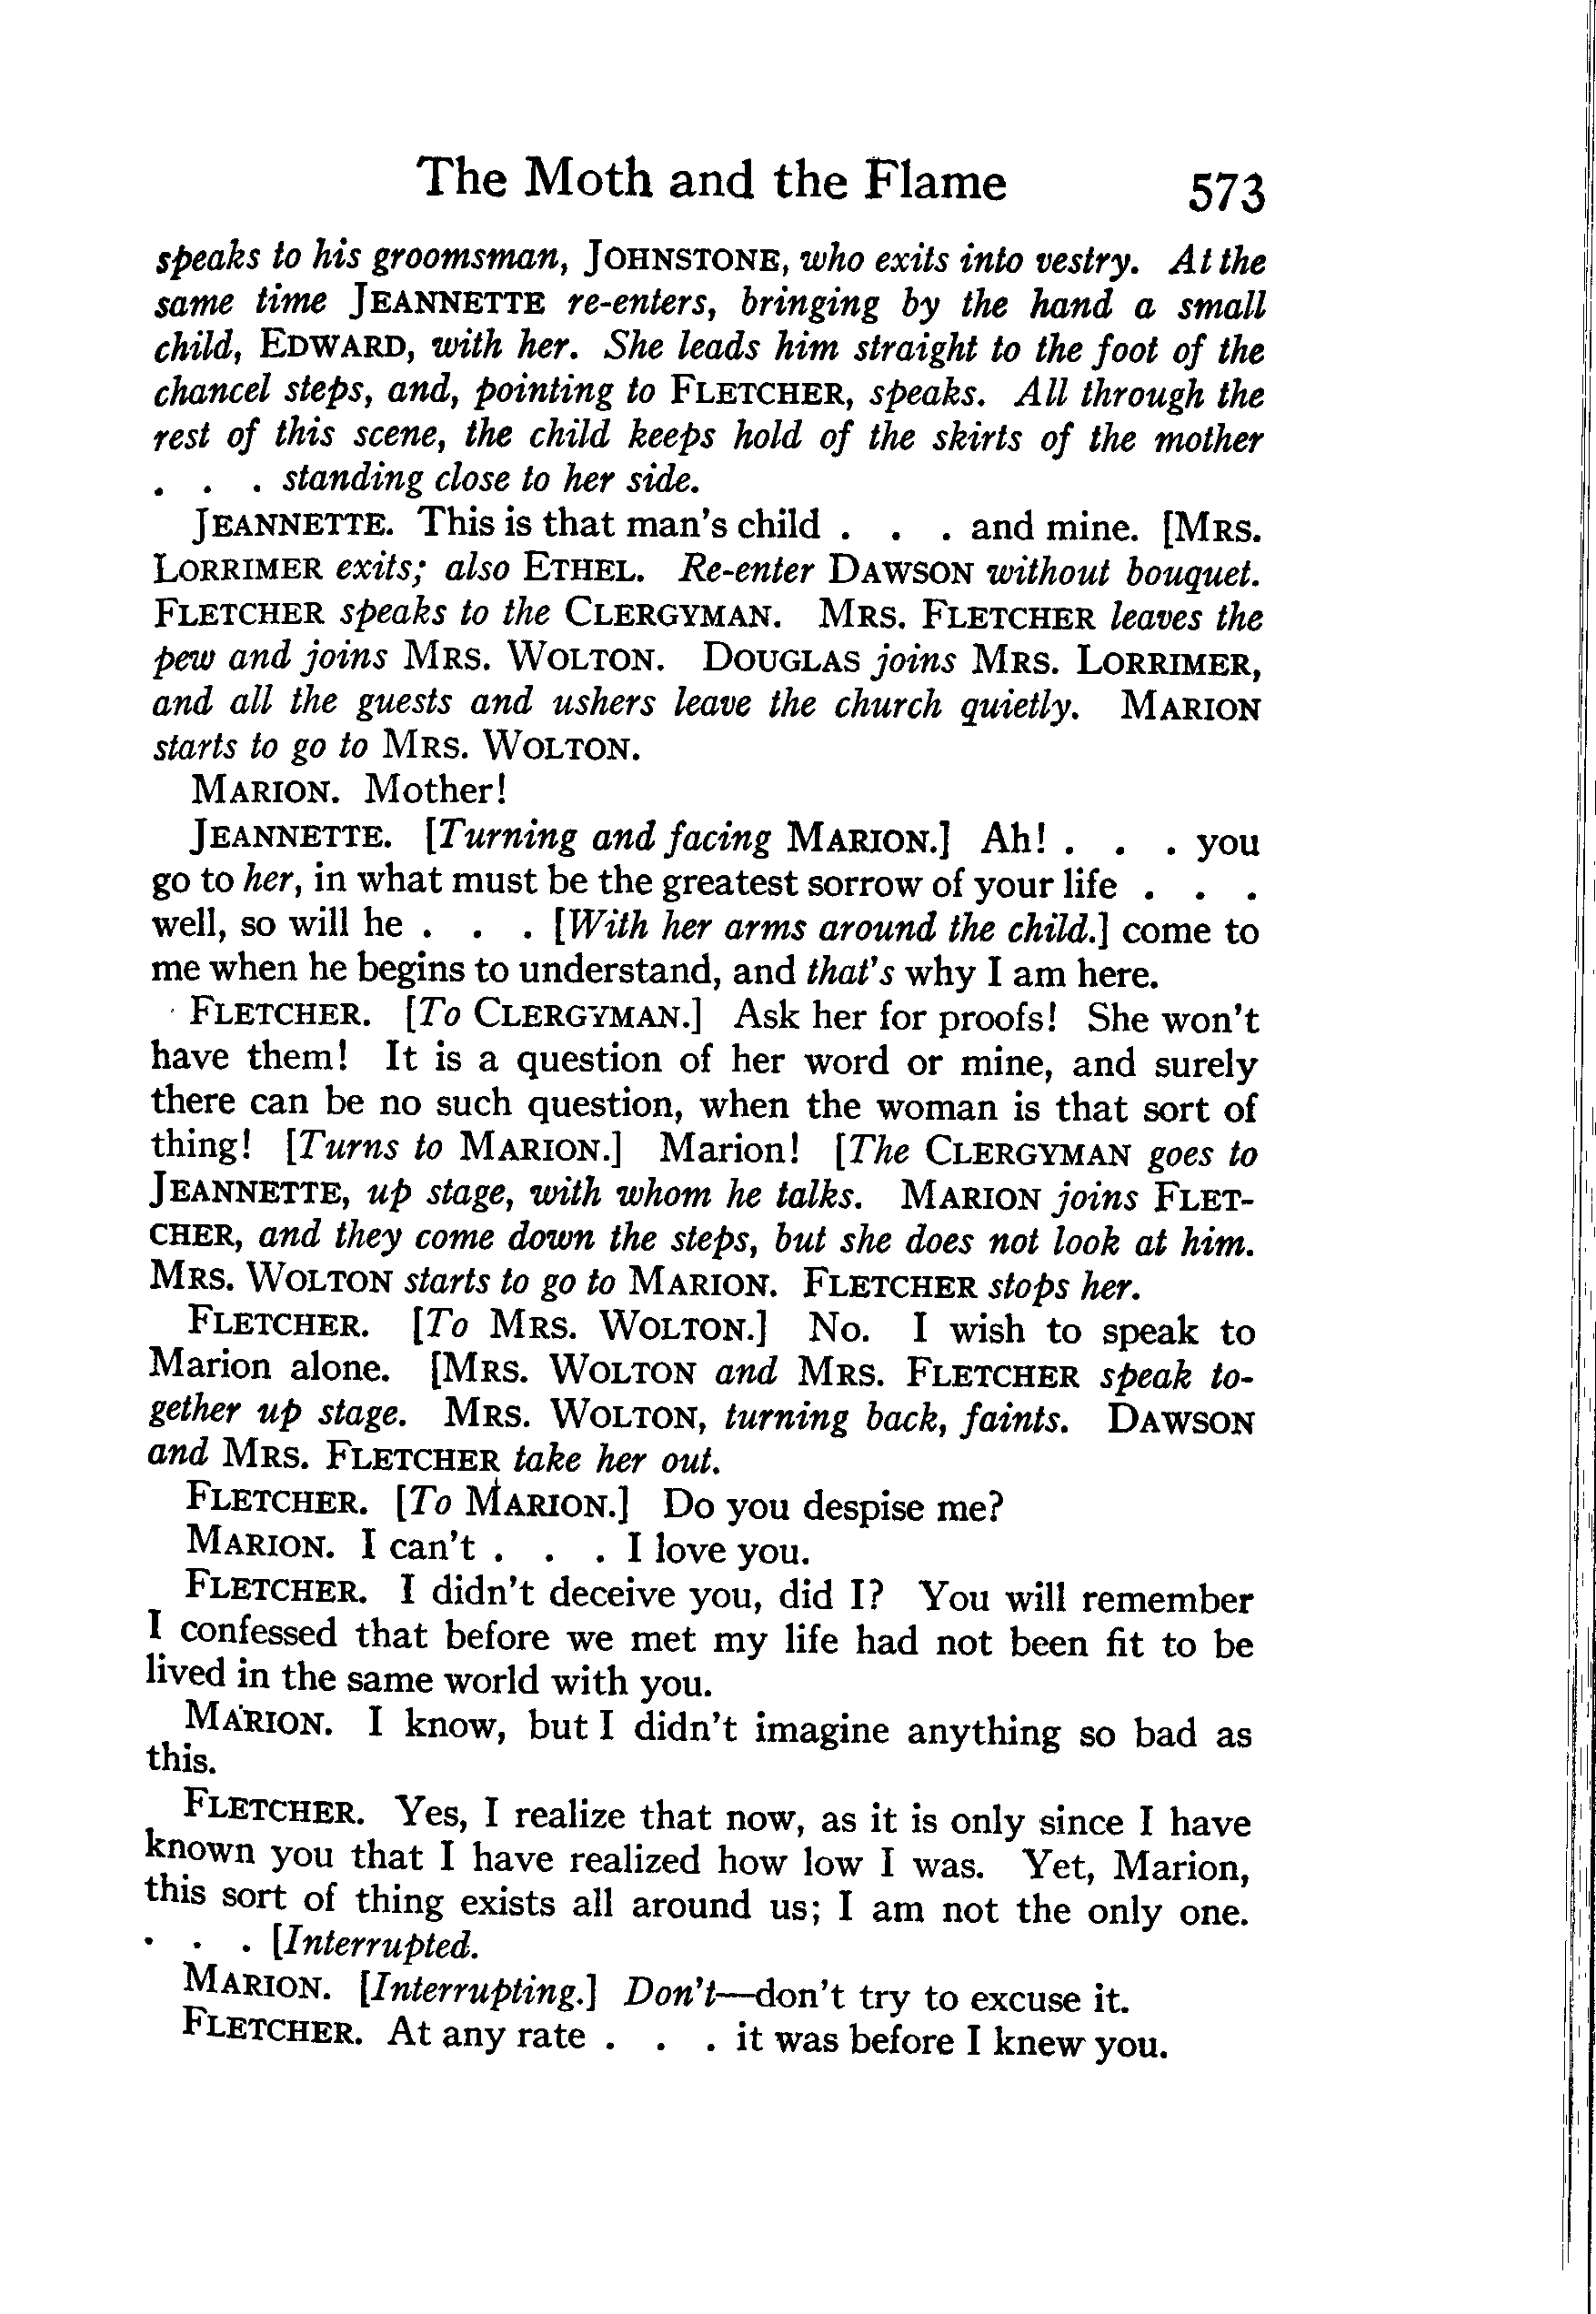 The Moth and the Flame 573
speaks to his groomsman, JOHNSTONE, who exits into vestry. At the
same time JEANNETTE re-enters, bringing by the hand a small
child, EDWARD, with her. She leads him straight to the foot of the
chancel steps, and, pointing to FLETCHER, speaks. All through the
rest of this scene, the child keeps hold of the skirts of the mother
. . . standing close to her side.
JEANNETTE. This is that man's child . . . and mine. [MRS.
LORRIMER exits; also ETHEL. Re-enter DAWSON without bouquet.
FLETCHER speaks to the CLERGYMAN. MRS. FLETCHER leaves the
pew and joins MRS. WOLTON. DOUGLAS joins MRS. LORRIMER,
and all the guests and ushers leave the church quietly. MARION
starts to go to MRS. WOLTON.
MARION. Mother!
JEANNETTE. [Turning and facing MARION.] Ah! . . . you
go to her, in what must be the greatest sorrow of your life . . .
well, so will he . . . [With her arms around the child.] come to
me when he begins to understand, and that's why I am here.
FLETCHER. [To CLERGYMAN.] Ask her for proofs! She won't
have them! It is a question of her word or mine, and surely
there can be no such question, when the woman is that sort of
thing! [Turns to MARION.] Marion! [The CLERGYMAN goes to
JEANNETTE, up stage, with whom he talks. MARION joins FLET-
CHER, and they come down the steps, but she does not look at him.
MRS. WOLTON starts to go to MARION. FLETCHER stops her.
FLETCHER. [To MRS. WOLTON.] No. I wish to speak to
Marion alone. [MRS. WOLTON and MRS. FLETCHER speak to-
gether up stage. MRS. WOLTON, turning back, faints. DAWSON
and MRS. FLETCHER take her out.
FLETCHER. [To MARION.] Do you despise me?
MARION. I can't . . . I love you.
FLETCHER. I didn't deceive you, did I? You will remember
I confessed that before we met my life had not been fit to be
lived in the same world with you.
MARION. I know, but I didn't imagine anything so bad as
this.
FLETCHER. Yes, I realize that now, as it is only since I have
known you that I have realized how low I was. Yet, Marion,
this sort of thing exists all around us; I am not the only one.
. . . [Interrupted.
MARION. [Interrupting.] Don't—don't try to excuse it.
FLETCHER. At any rate . . . it was before I knew you.